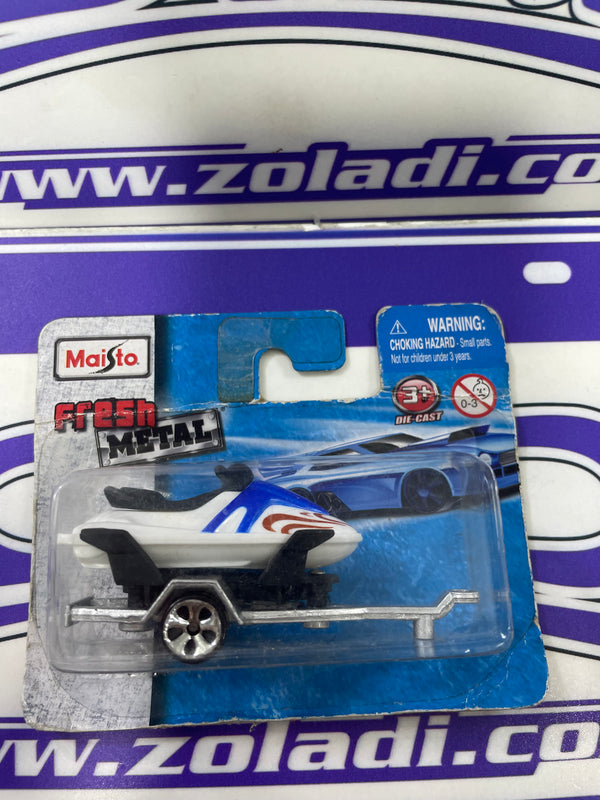 www.zoladi.co
Maisto
Fresh
METAL
WARNING:
CHOKING HAZARD - Small parts.
Not for children under 3 years.
3+
DIE-CAST
0-3
www.zoladi.co